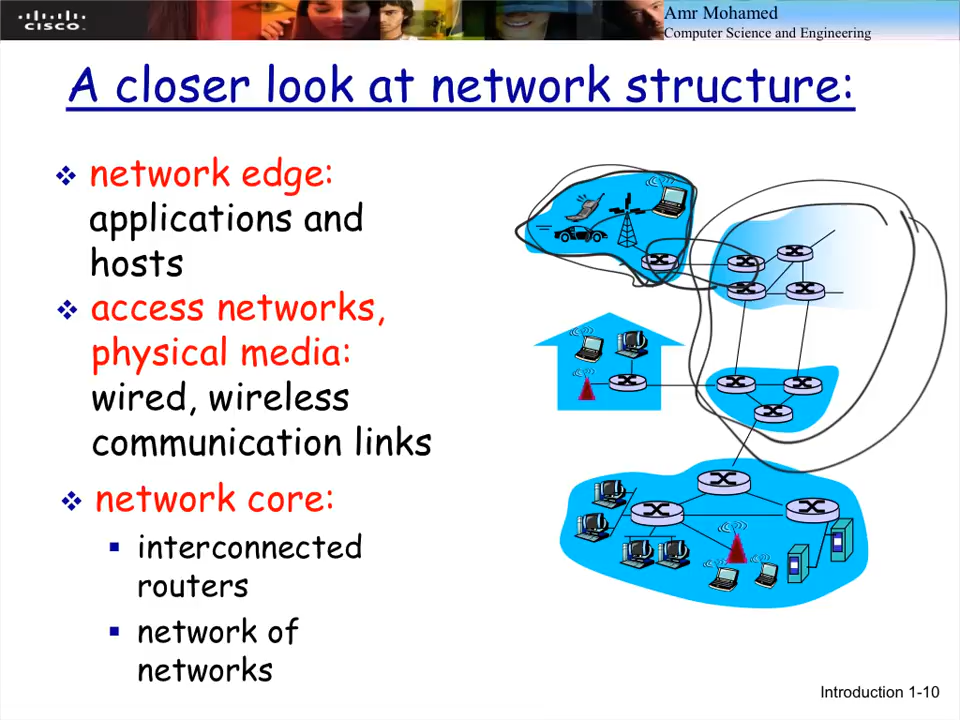 CISCO
Amr Mohamed
Computer Science and Engineering
A closer look at network structure:
network edge:
applications and
hosts
access networks,
physical media:
wired, wireless
communication links
network core:
interconnected
routers
network of
networks
Introduction 1-10